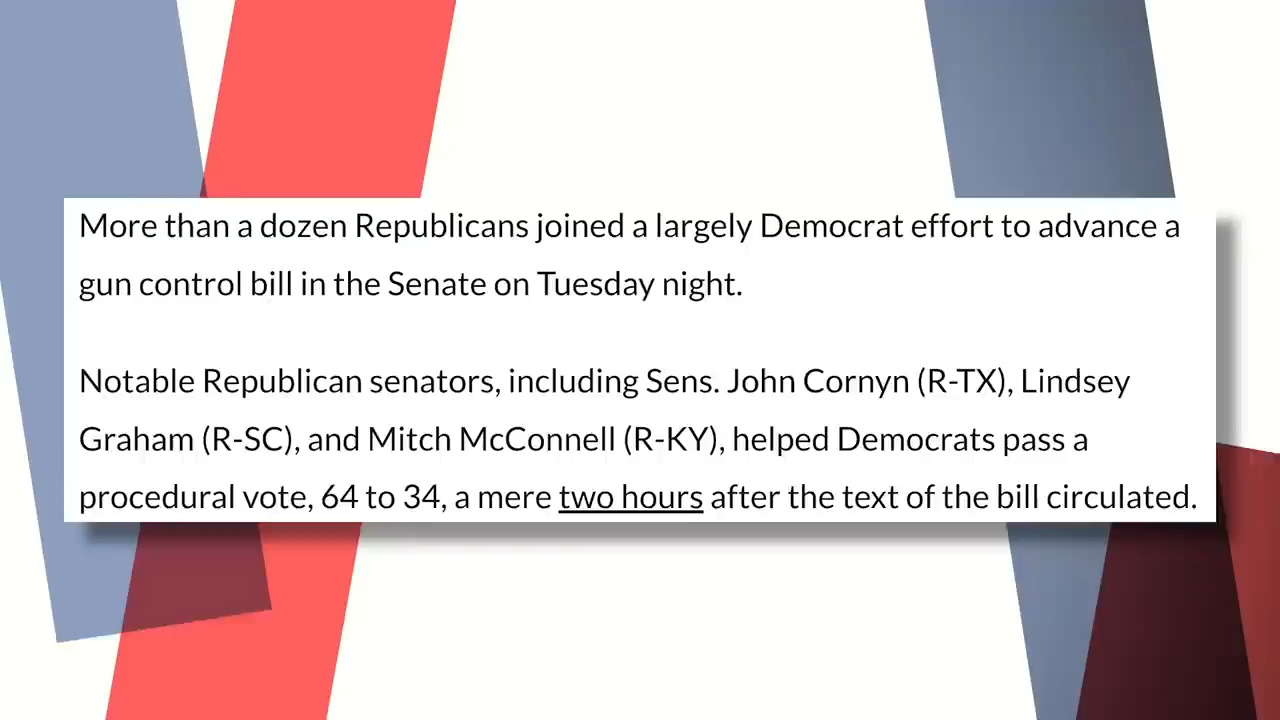 More than a dozen Republicans joined a largely Democrat effort to advance a
gun control bill in the Senate on Tuesday night.
Notable Republican senators, including Sens. John Cornyn (R-TX), Lindsey
Graham (R-SC), and Mitch McConnell (R-KY), helped Democrats pass a
procedural vote, 64 to 34, a mere two hours after the text of the bill circulated.